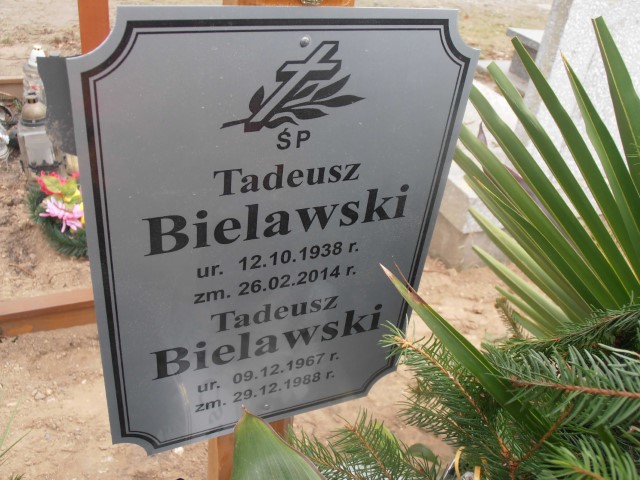 ŚP
Tadeusz
Bielawski
ur. 12.10.1938 r.
zm. 26.02.2014 r.
Tadeusz
Bielawski
ur. 09.12.1967 r.
zm. 29.12.1988 r.